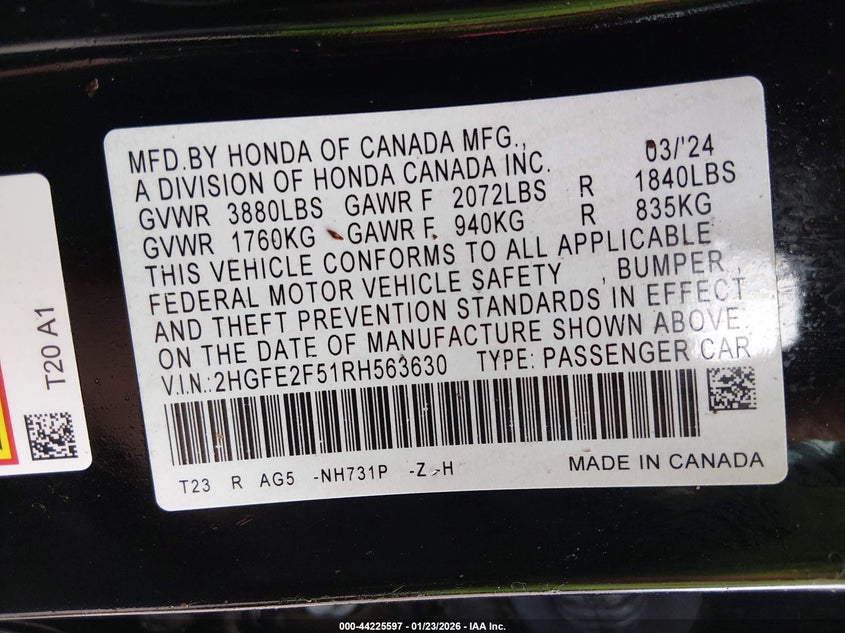 MFD.BY HONDA OF CANADA MFG., 03/'24
A DIVISION OF HONDA CANADA INC.
GVWR 3880LBS GAWR F 2072LBS R 1840LBS
GVWR 1760KG GAWR F 940KG R 835KG
THIS VEHICLE CONFORMS TO ALL APPLICABLE
FEDERAL MOTOR VEHICLE SAFETY , BUMPER ,
AND THEFT PREVENTION STANDARDS IN EFFECT
ON THE DATE OF MANUFACTURE SHOWN ABOVE.
V.I.N.:2HGFE2F51RH563630 TYPE: PASSENGER CAR
T23 R AG5 -NH731P -Z -H MADE IN CANADA
T20 A1
000-44225597 - 01/23/2026 - IAA Inc.